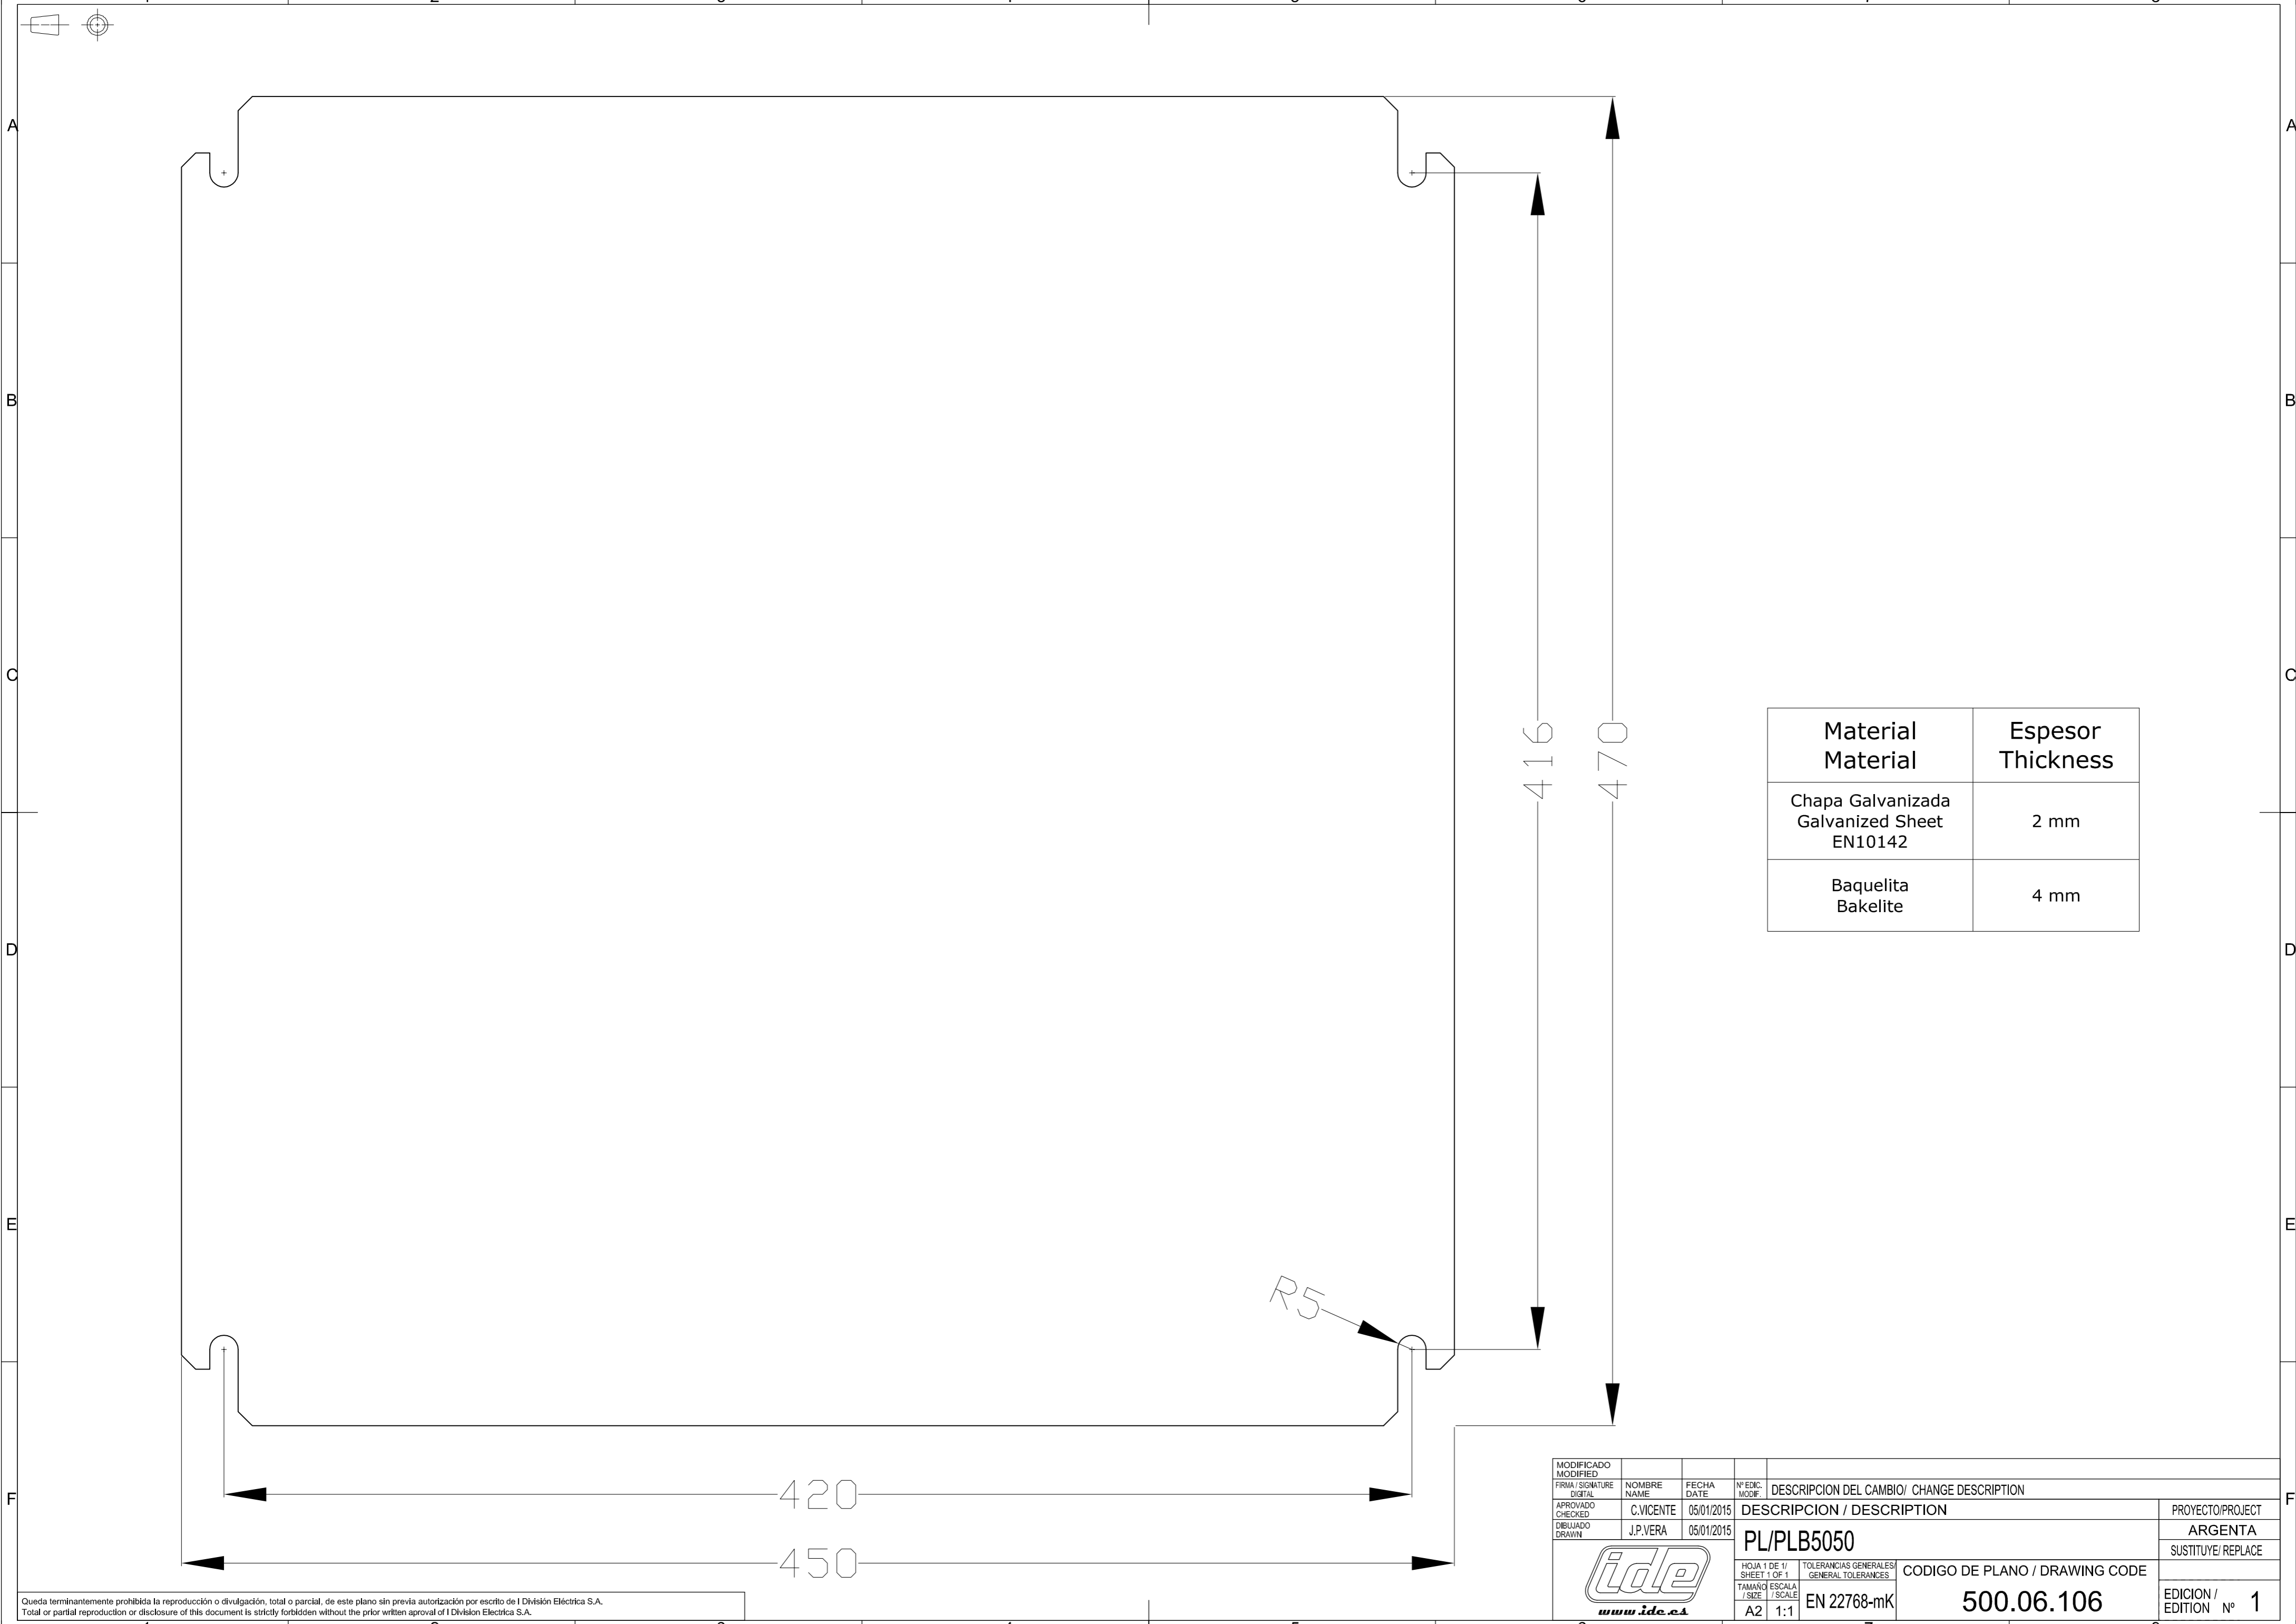 A
A
B
B
C
C
D
D
E
E
F
F
416
470
R5
420
450
Material
Material
Espesor
Thickness
Chapa Galvanizada
Galvanized Sheet
EN10142
2 mm
Baquelita
Bakelite
4 mm
MODIFICADO
MODIFIED
FIRMA / SIGNATURE
DIGITAL
NOMBRE
NAME
FECHA
DATE
Nº EDIC.
MODIF.
DESCRIPCION DEL CAMBIO/ CHANGE DESCRIPTION
APROVADO
CHECKED
C.VICENTE
05/01/2015
DESCRIPCION / DESCRIPTION
PROYECTO/PROJECT
DIBUJADO
DRAWN
J.P.VERA
05/01/2015
PL/PLB5050
ARGENTA
SUSTITUYE/ REPLACE
ide
www.ide.es
HOJA 1 DE 1/
SHEET 1 OF 1
TOLERANCIAS GENERALES/
GENERAL TOLERANCES
CODIGO DE PLANO / DRAWING CODE
TAMAÑO
/ SIZE
ESCALA
/ SCALE
A2
1:1
EN 22768-mK
500.06.106
EDICION /
EDITION Nº 1
Queda terminantemente prohibida la reproducción o divulgación, total o parcial, de este plano sin previa autorización por escrito de I División Eléctrica S.A.
Total or partial reproduction or disclosure of this document is strictly forbidden without the prior written aproval of I Division Electrica S.A.